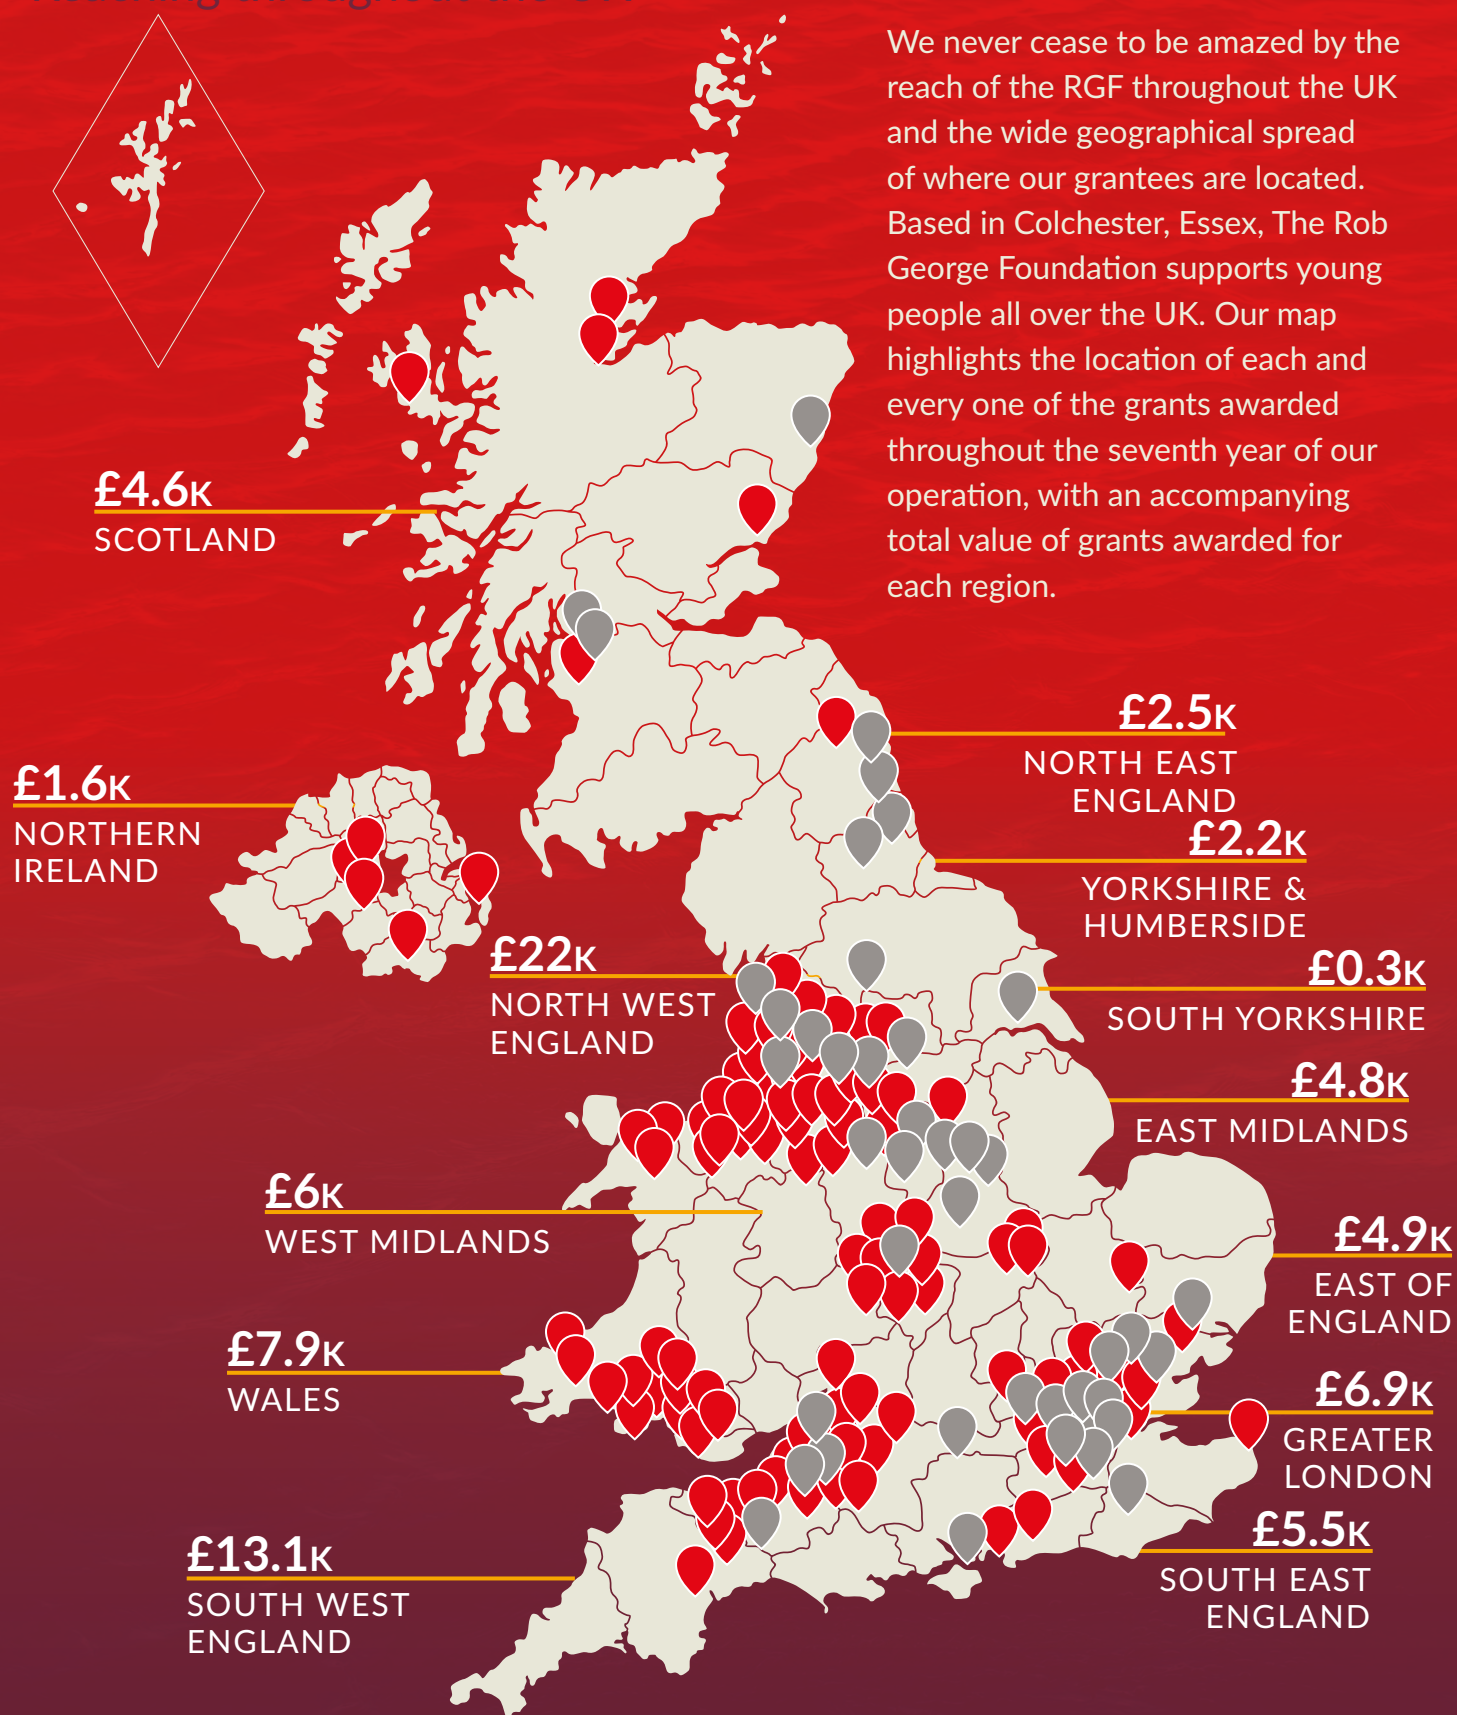 We never cease to be amazed by the
reach of the RGF throughout the UK
and the wide geographical spread
of where our grantees are located.
Based in Colchester, Essex, The Rob
George Foundation supports young
people all over the UK. Our map
highlights the location of each and
every one of the grants awarded
throughout the seventh year of our
operation, with an accompanying
total value of grants awarded for
each region.
£4.6K
SCOTLAND
£2.5K
NORTH EAST
ENGLAND
£1.6K
NORTHERN
IRELAND
£2.2K
YORKSHIRE &
HUMBERSIDE
£22K
NORTH WEST
ENGLAND
£0.3K
SOUTH YORKSHIRE
£4.8K
EAST MIDLANDS
£6K
WEST MIDLANDS
£4.9K
EAST OF
ENGLAND
£7.9K
WALES
£6.9K
GREATER
LONDON
£13.1K
SOUTH WEST
ENGLAND
£5.5K
SOUTH EAST
ENGLAND